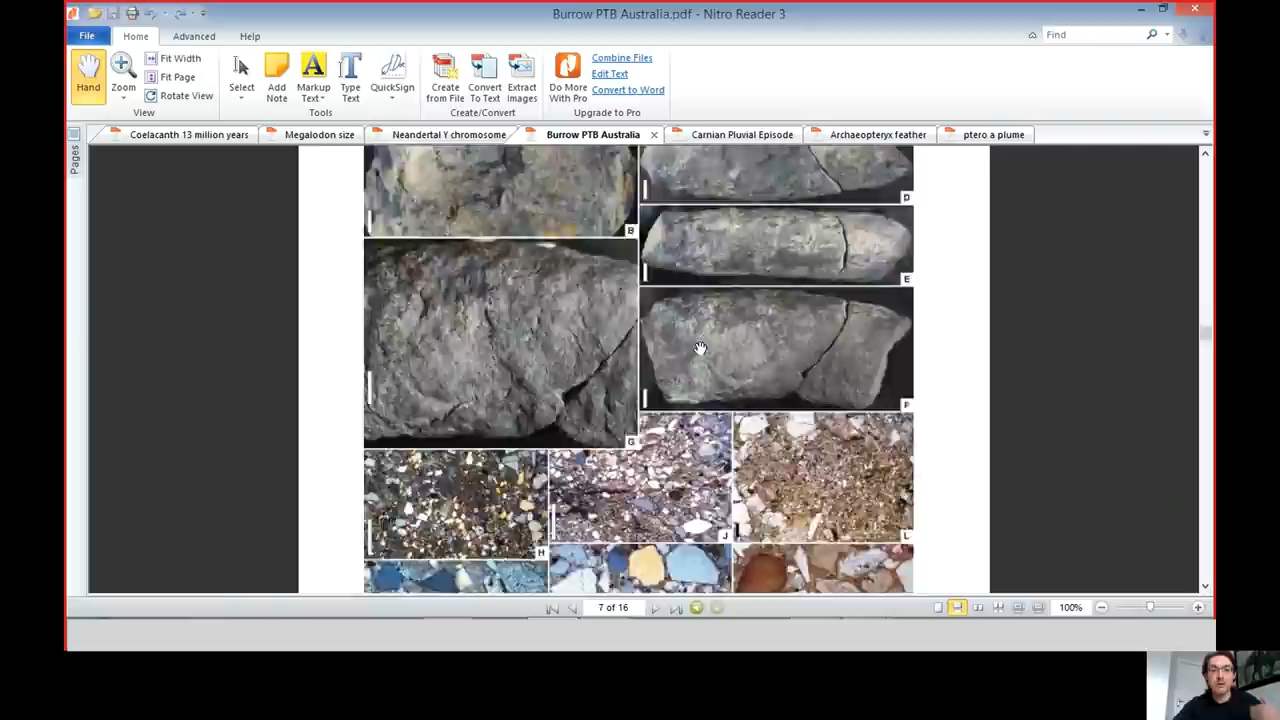 Burrow PTB Australia.pdf - Nitro Reader 3
File Home Advanced Help Find
Hand Zoom Fit Width Fit Page Rotate View
Select Add Note Markup Text Type Text QuickSign
Create from File Convert To Text Extract Images
Do More With Pro Combine Files Edit Text Convert to Word
View Tools Create/Convert Upgrade to Pro
Coelacanth 13 million years Megalodon size Neandertal Y chromosome Burrow PTB Australia Carnian Pluvial Episode Archaeopteryx feather ptero a plume
Pages
D
B
E
F
G
J L
H
7 of 16 100%